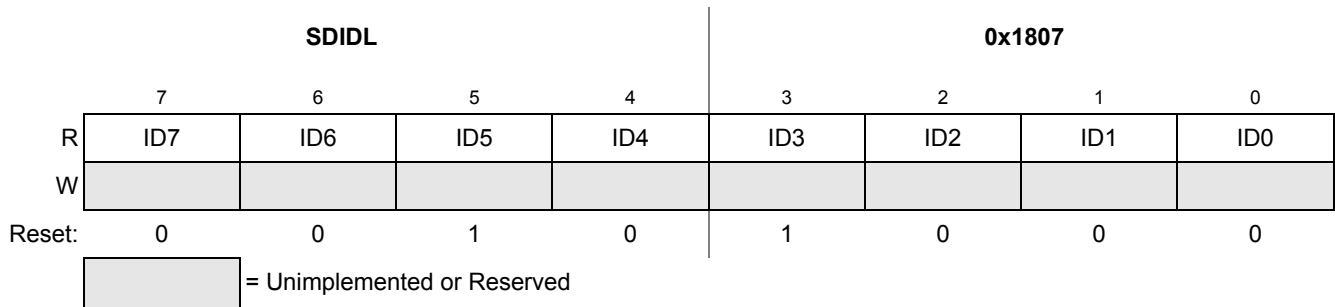 SDIDL 0x1807
7 6 5 4 3 2 1 0
R ID7 ID6 ID5 ID4 ID3 ID2 ID1 ID0
W
Reset: 0 0 1 0 1 0 0 0
= Unimplemented or Reserved